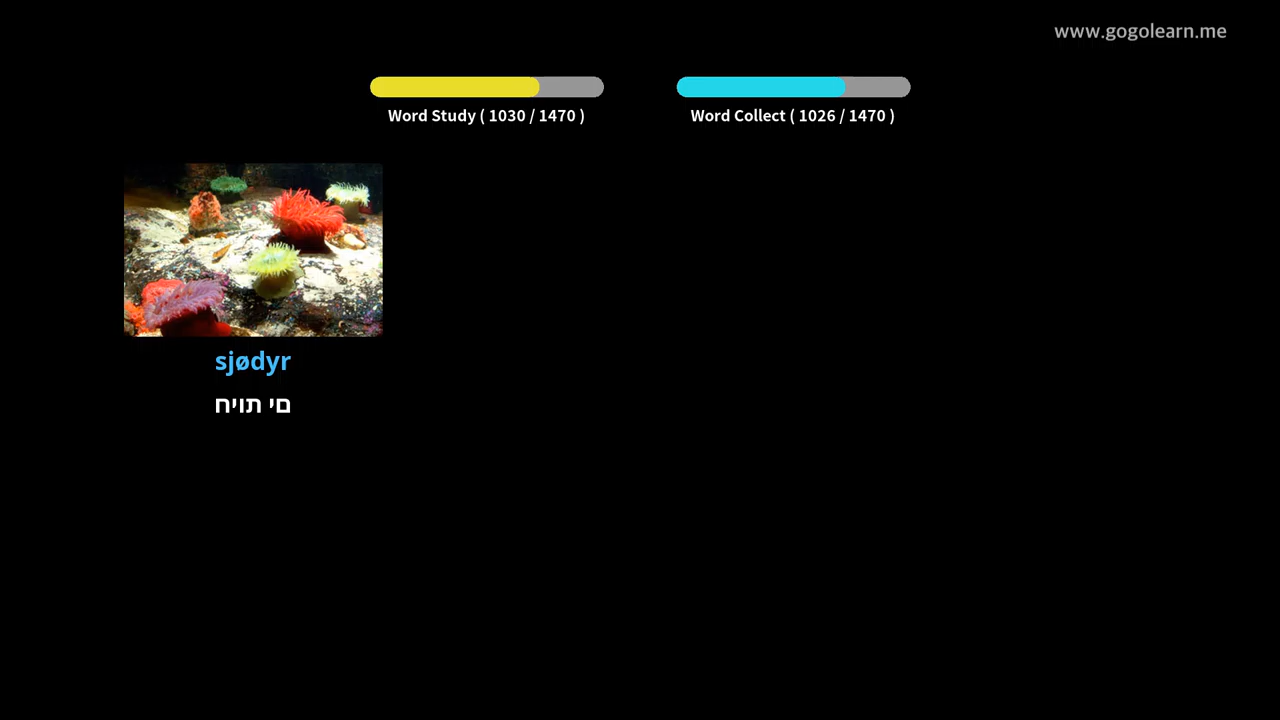 www.gogolearn.me
Word Study ( 1030 / 1470 )
Word Collect ( 1026 / 1470 )
sjødyr
חיות ים